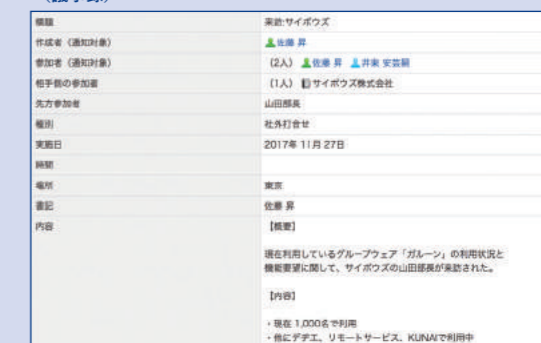 （議事録）
標題 来訪:サイボウズ
作成者（通知対象） 佐藤 昇
参加者（通知対象） (2人) 佐藤 昇 井東 安芸嗣
相手側の参加者 (1人) サイボウズ株式会社
先方参加者 山田部長
種別 社外打合せ
実施日 2017年 11月 27日
時間
場所 東京
書記 佐藤 昇
内容 【概要】
現在利用しているグループウェア「ガルーン」の利用状況と
機能要望に関して、サイボウズの山田部長が来訪された。
【内容】
・現在 1,000名で利用
・他にデヂエ、リモートサービス、KUNAIで利用中